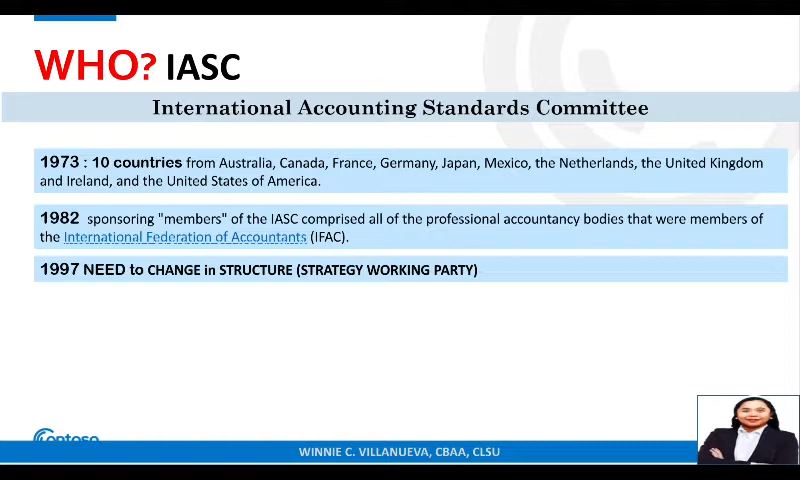 WHO? IASC
International Accounting Standards Committee
1973 : 10 countries from Australia, Canada, France, Germany, Japan, Mexico, the Netherlands, the United Kingdom
and Ireland, and the United States of America.
1982 sponsoring "members" of the IASC comprised all of the professional accountancy bodies that were members of
the International Federation of Accountants (IFAC).
1997 NEED to CHANGE in STRUCTURE (STRATEGY WORKING PARTY)
Contoso
WINNIE C. VILLANUEVA, CBAA, CLSU